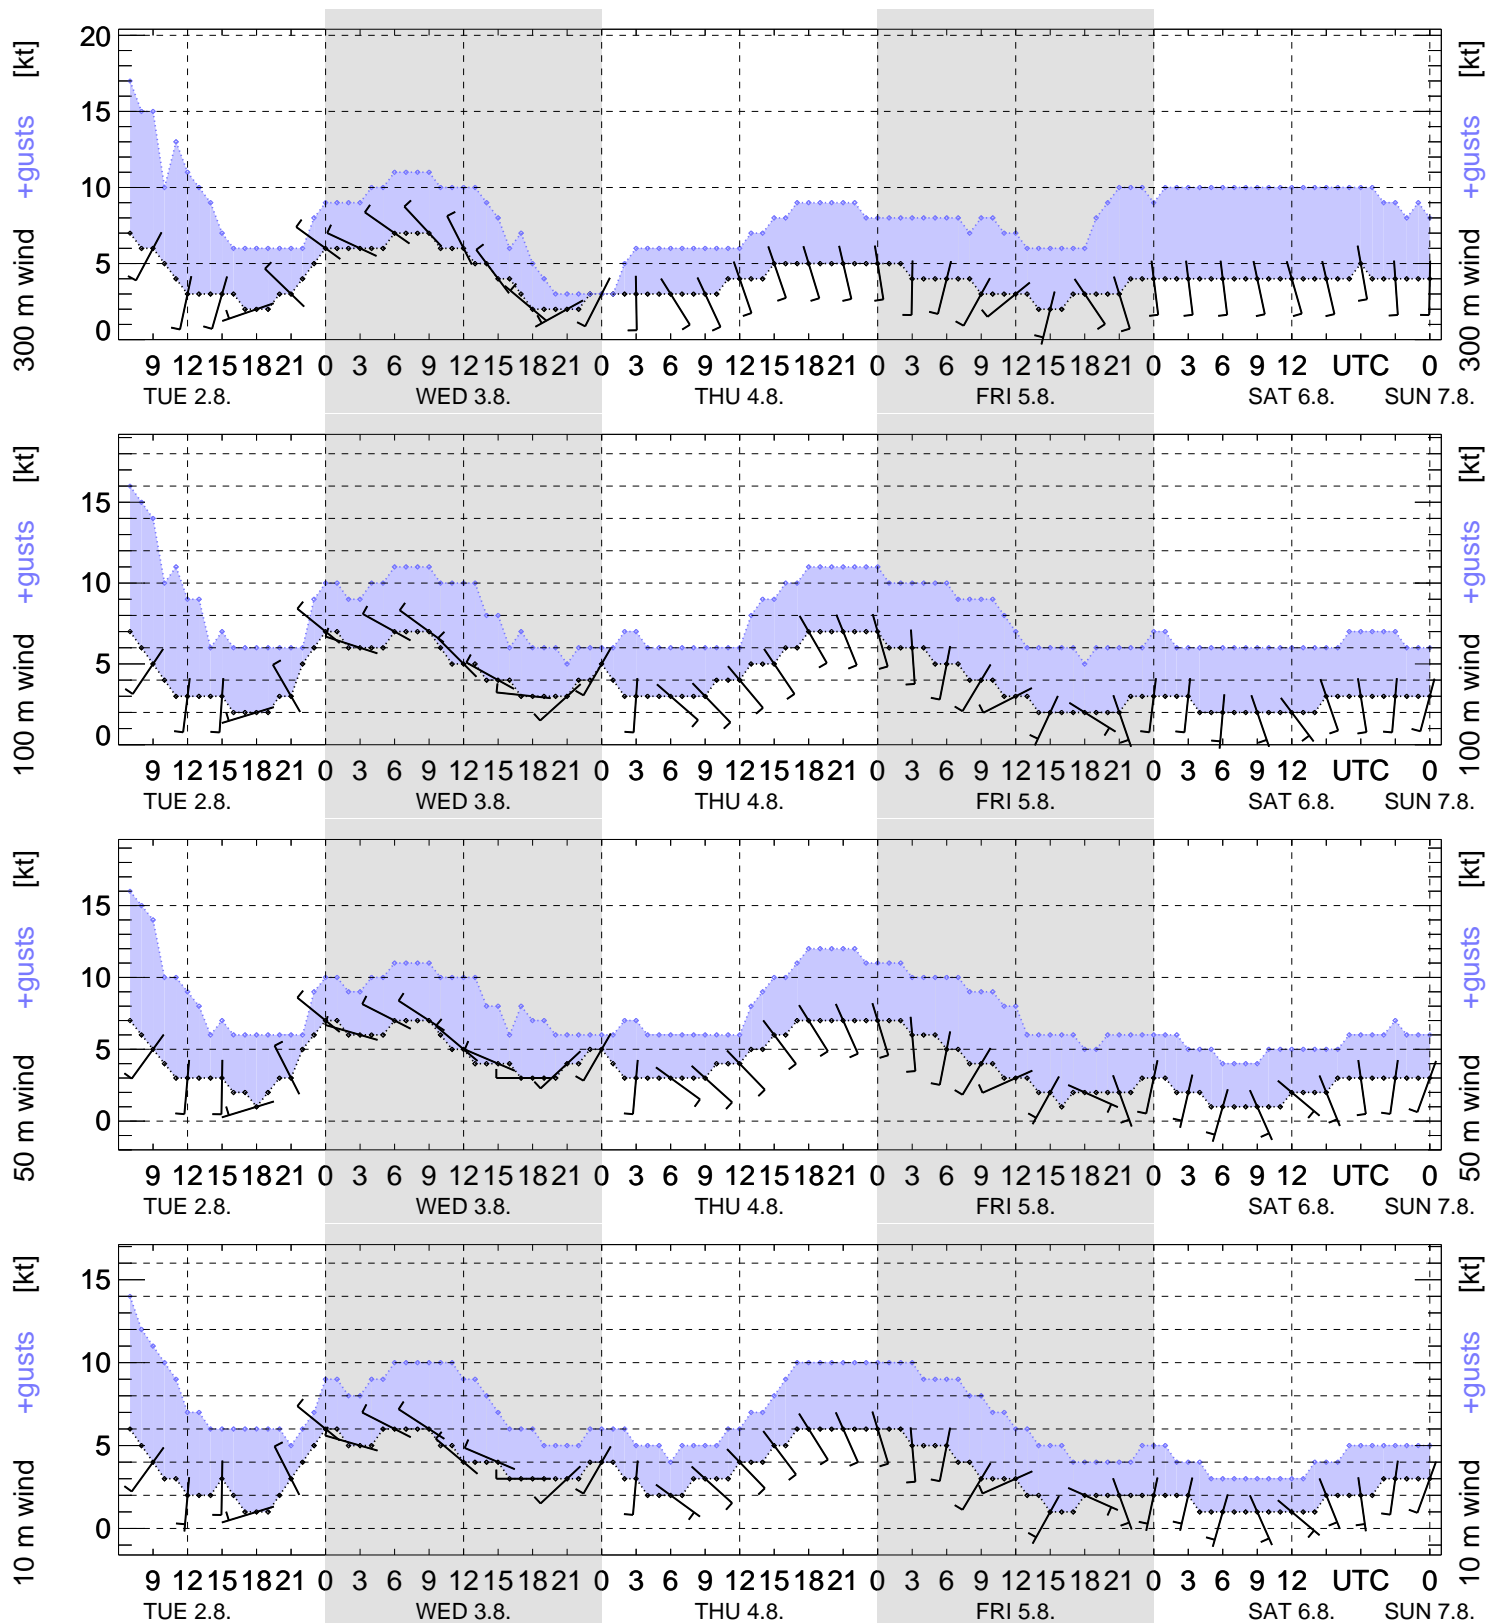 300 m wind +gusts [kt]
20
15
10
5
0
300 m wind +gusts [kt]
9 12 15 18 21 0 3 6 9 12 15 18 21 0 3 6 9 12 15 18 21 0 3 6 9 12 15 18 21 0 3 6 9 12 UTC 0
TUE 2.8. WED 3.8. THU 4.8. FRI 5.8. SAT 6.8. SUN 7.8.
100 m wind +gusts [kt]
15
10
5
0
100 m wind +gusts [kt]
9 12 15 18 21 0 3 6 9 12 15 18 21 0 3 6 9 12 15 18 21 0 3 6 9 12 15 18 21 0 3 6 9 12 UTC 0
TUE 2.8. WED 3.8. THU 4.8. FRI 5.8. SAT 6.8. SUN 7.8.
50 m wind +gusts [kt]
15
10
5
0
50 m wind +gusts [kt]
9 12 15 18 21 0 3 6 9 12 15 18 21 0 3 6 9 12 15 18 21 0 3 6 9 12 15 18 21 0 3 6 9 12 UTC 0
TUE 2.8. WED 3.8. THU 4.8. FRI 5.8. SAT 6.8. SUN 7.8.
10 m wind +gusts [kt]
15
10
5
0
10 m wind +gusts [kt]
9 12 15 18 21 0 3 6 9 12 15 18 21 0 3 6 9 12 15 18 21 0 3 6 9 12 15 18 21 0 3 6 9 12 UTC 0
TUE 2.8. WED 3.8. THU 4.8. FRI 5.8. SAT 6.8. SUN 7.8.